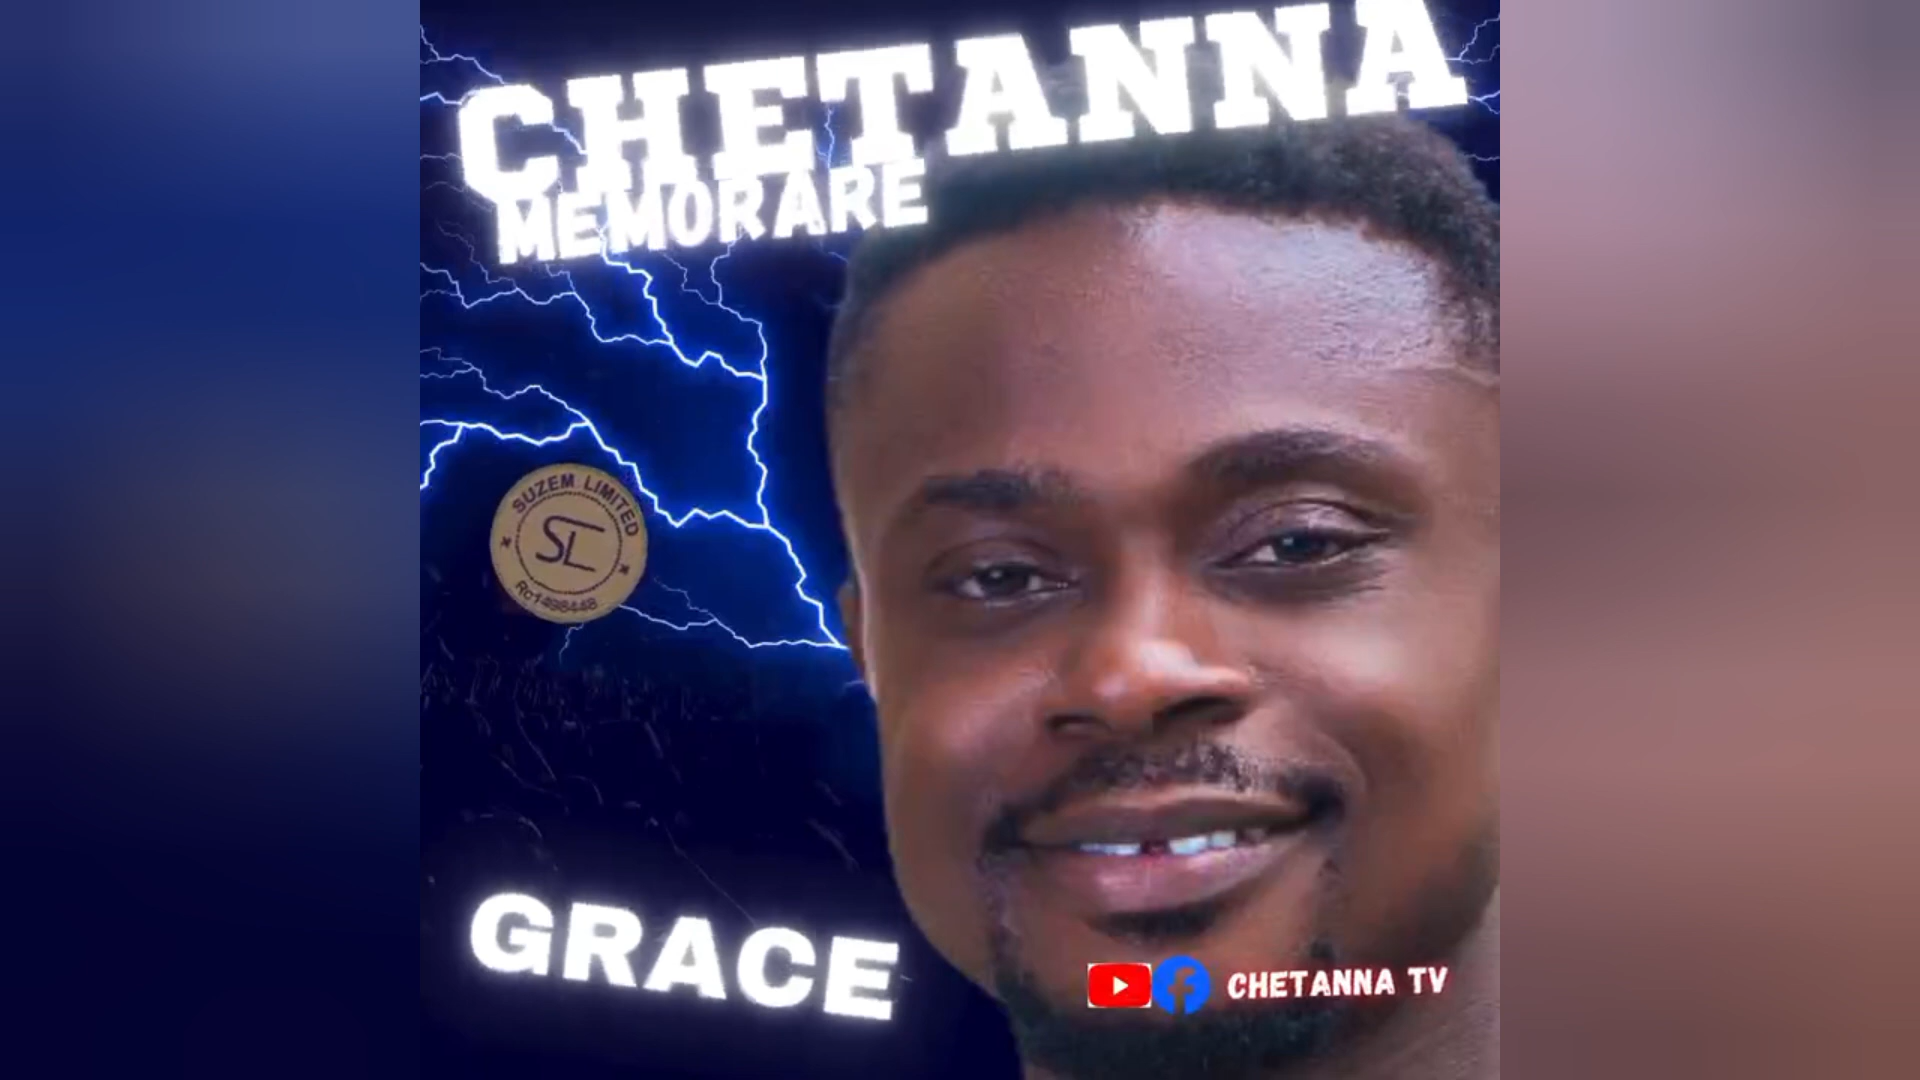 CHETANNA
MEMORARE
SUZEM LIMITED
SL
Rc1498448
GRACE
CHETANNA TV